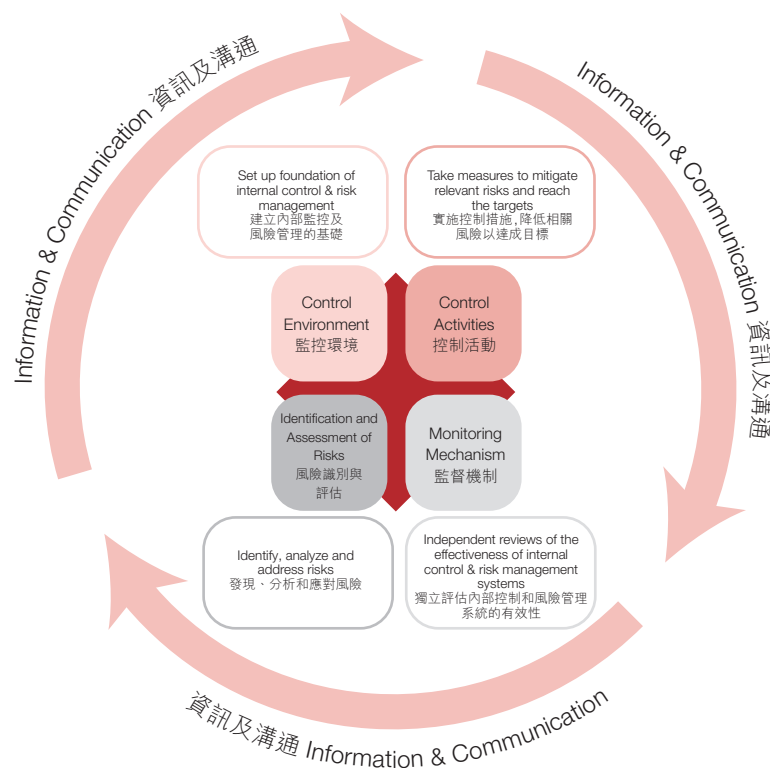 Information & Communication 資訊及溝通
Information & Communication 資訊及溝通
Set up foundation of
internal control & risk
management
建立內部監控及
風險管理的基礎
Take measures to mitigate
relevant risks and reach
the targets
實施控制措施,降低相關
風險以達成目標
Control
Environment
監控環境
Control
Activities
控制活動
Identification and
Assessment of
Risks
風險識別與
評估
Monitoring
Mechanism
監督機制
Identify, analyze and
address risks
發現、分析和應對風險
Independent reviews of the
effectiveness of internal
control & risk management
systems
獨立評估內部控制和風險管理
系統的有效性
資訊及溝通 Information & Communication